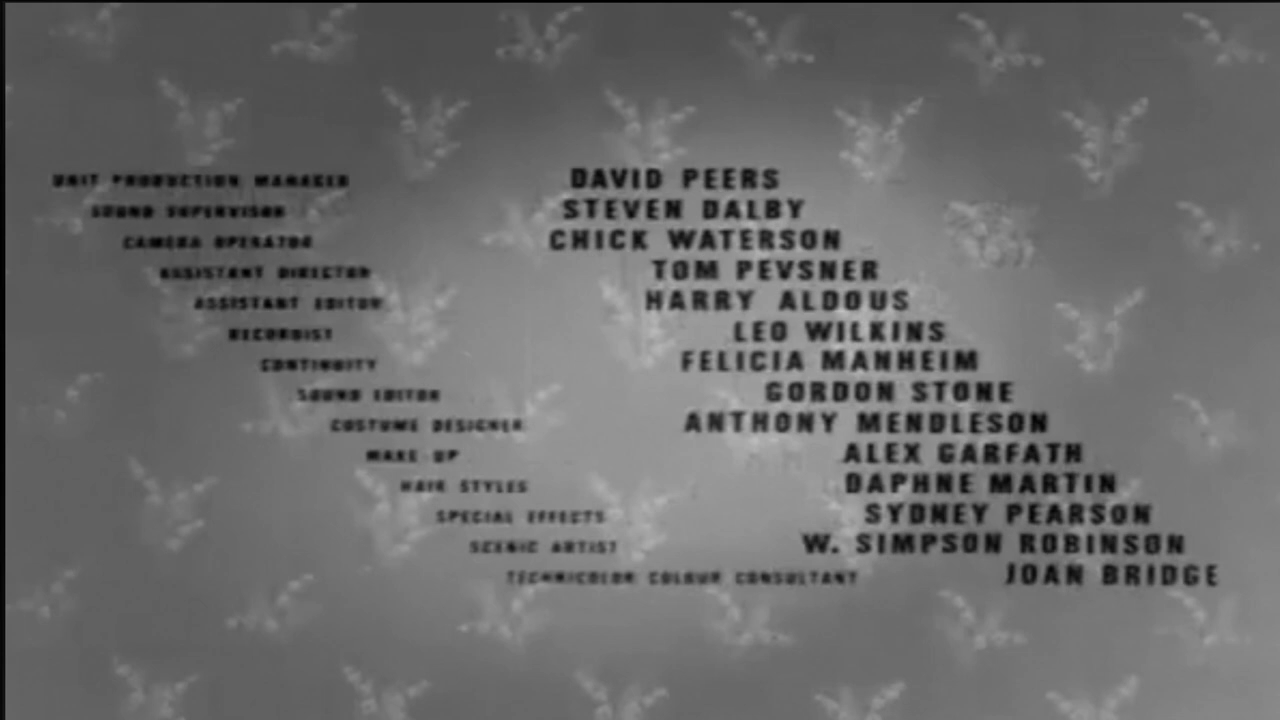 UNIT PRODUCTION MANAGER DAVID PEERS
SOUND SUPERVISOR STEVEN DALBY
CAMERA OPERATOR CHICK WATERSON
ASSISTANT DIRECTOR TOM PEVSNER
ASSISTANT EDITOR HARRY ALDOUS
RECORDIST LEO WILKINS
CONTINUITY FELICIA MANHEIM
SOUND EDITOR GORDON STONE
COSTUME DESIGNER ANTHONY MENDLESON
MAKE-UP ALEX GARFATH
HAIR STYLES DAPHNE MARTIN
SPECIAL EFFECTS SYDNEY PEARSON
SCENIC ARTIST W. SIMPSON ROBINSON
TECHNICOLOR COLOUR CONSULTANT JOAN BRIDGE